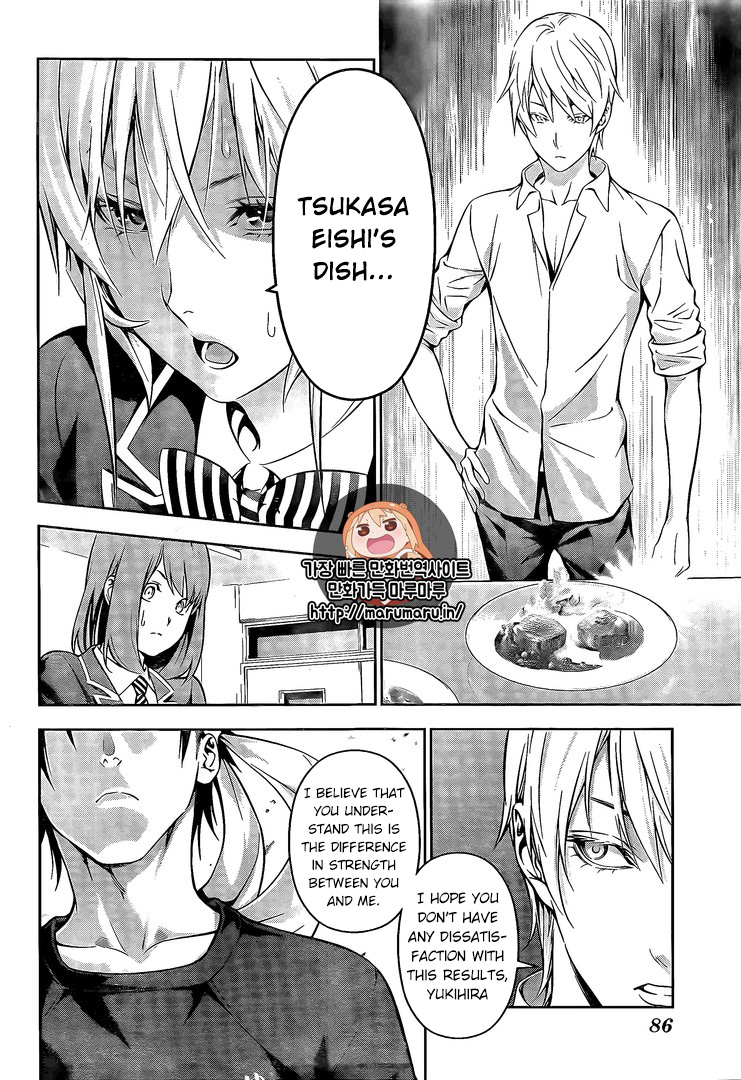 TSUKASA
EISHI'S
DISH...
가장 빠른 만화번역사이트
만화가득 마루마루
http://marumaru.in/
I BELIEVE THAT
YOU UNDER-
STAND THIS IS
THE DIFFERENCE
IN STRENGTH
BETWEEN YOU
AND ME.
I HOPE YOU
DON'T HAVE
ANY DISSATIS-
FACTION WITH
THIS RESULTS,
YUKIHIRA
86